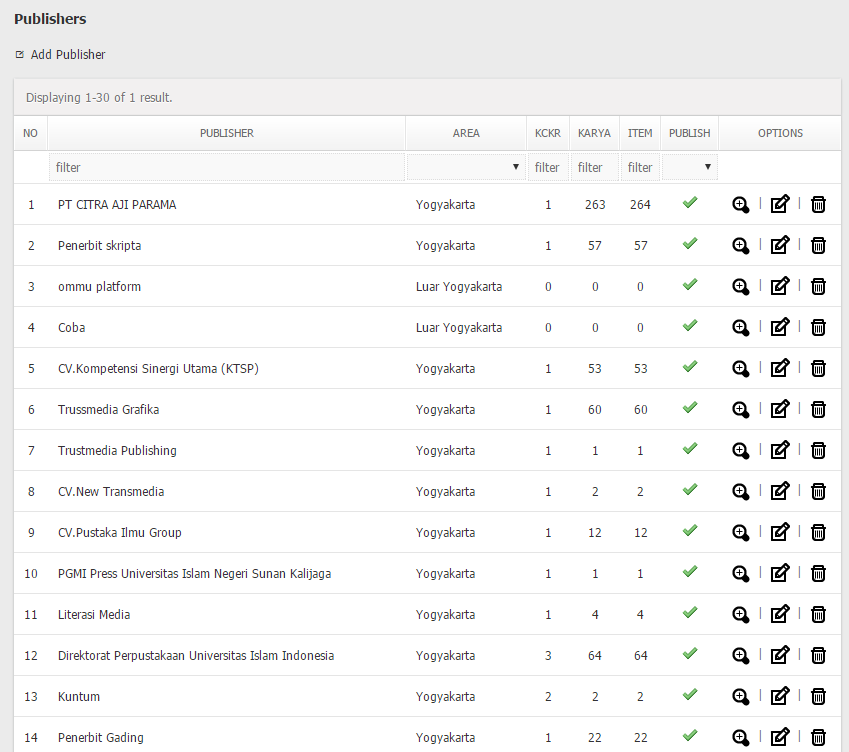 Publishers
Add Publisher
Displaying 1-30 of 1 result.
NO PUBLISHER AREA KCKR KARYA ITEM PUBLISH OPTIONS
filter filter filter filter
1 PT CITRA AJI PARAMA Yogyakarta 1 263 264 | |
2 Penerbit skripta Yogyakarta 1 57 57 | |
3 ommu platform Luar Yogyakarta 0 0 0 | |
4 Coba Luar Yogyakarta 0 0 0 | |
5 CV.Kompetensi Sinergi Utama (KTSP) Yogyakarta 1 53 53 | |
6 Trussmedia Grafika Yogyakarta 1 60 60 | |
7 Trustmedia Publishing Yogyakarta 1 1 1 | |
8 CV.New Transmedia Yogyakarta 1 2 2 | |
9 CV.Pustaka Ilmu Group Yogyakarta 1 12 12 | |
10 PGMI Press Universitas Islam Negeri Sunan Kalijaga Yogyakarta 1 1 1 | |
11 Literasi Media Yogyakarta 1 4 4 | |
12 Direktorat Perpustakaan Universitas Islam Indonesia Yogyakarta 3 64 64 | |
13 Kuntum Yogyakarta 2 2 2 | |
14 Penerbit Gading Yogyakarta 1 22 22 | |